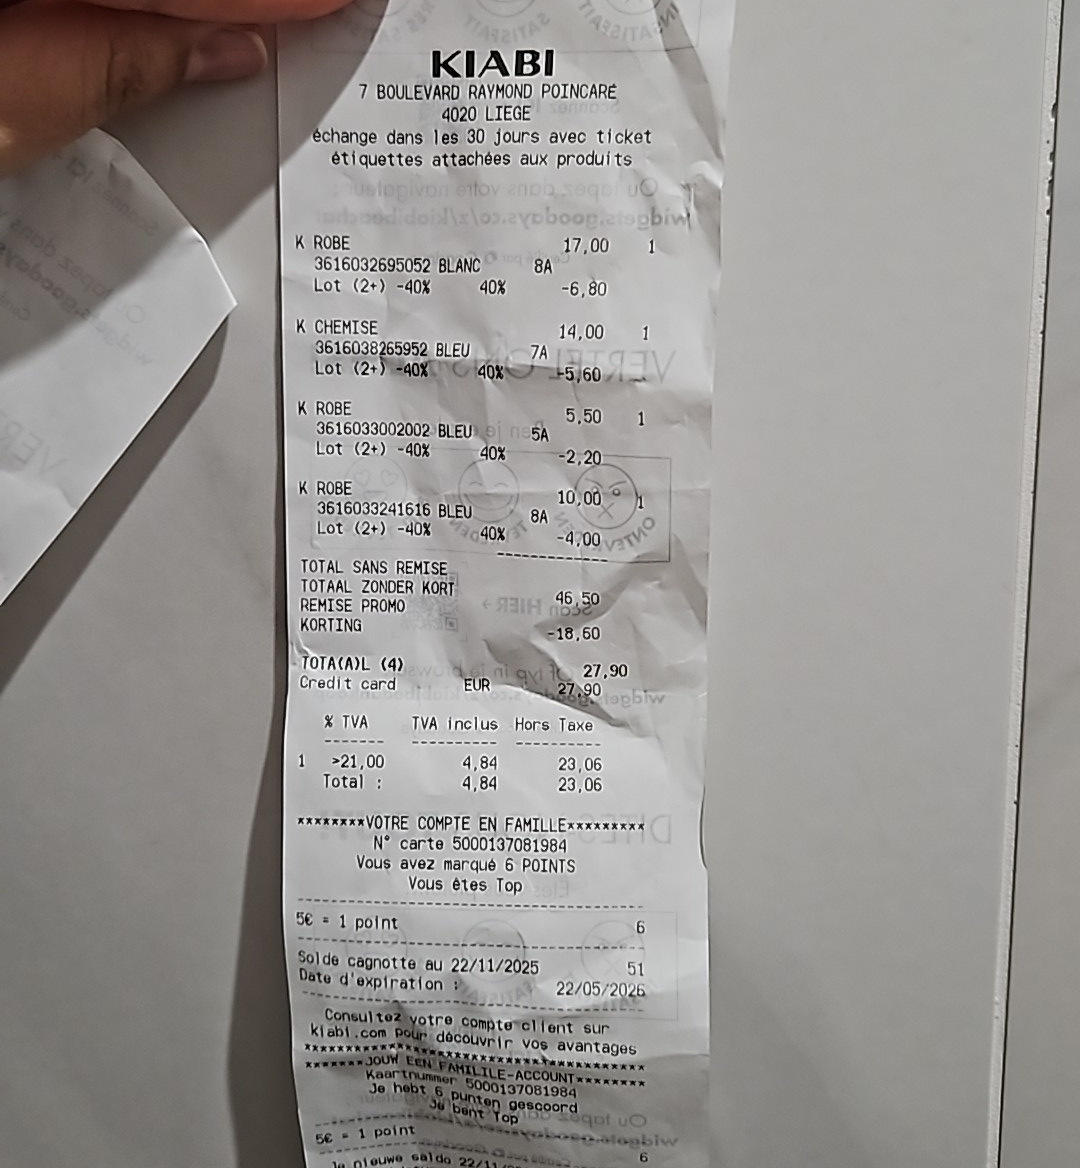 KIABI
7 BOULEVARD RAYMOND POINCARÉ
4020 LIEGE
échange dans les 30 jours avec ticket
étiquettes attachées aux produits
K ROBE 17,00 1
3616032695052 BLANC 8A
Lot (2+) -40% 40% -6,80
K CHEMISE 14,00 1
3616038265952 BLEU 7A
Lot (2+) -40% 40% -5,60
K ROBE 5,50 1
3616033002002 BLEU 5A
Lot (2+) -40% 40% -2,20
K ROBE 10,00 1
3616033241616 BLEU 8A
Lot (2+) -40% 40% -4,00
TOTAL SANS REMISE
TOTAAL ZONDER KORT 46,50
REMISE PROMO
KORTING -18,60
TOTA(A)L (4) 27,90
Credit card EUR 27,90
% TVA TVA inclus Hors Taxe
1 >21,00 4,84 23,06
Total : 4,84 23,06
********VOTRE COMPTE EN FAMILLE*********
N° carte 5000137081984
Vous avez marqué 6 POINTS
Vous êtes Top
5€ = 1 point 6
Solde cagnotte au 22/11/2025 51
Date d'expiration : 22/05/2026
Consultez votre compte client sur
kiabi.com pour découvrir vos avantages
****************************************
*******JOUW EEN FAMILILE-ACCOUNT********
Kaartnummer 5000137081984
Je hebt 6 punten gescoord
Je bent Top
5€ = 1 point 6
Je nieuwe saldo 22/11